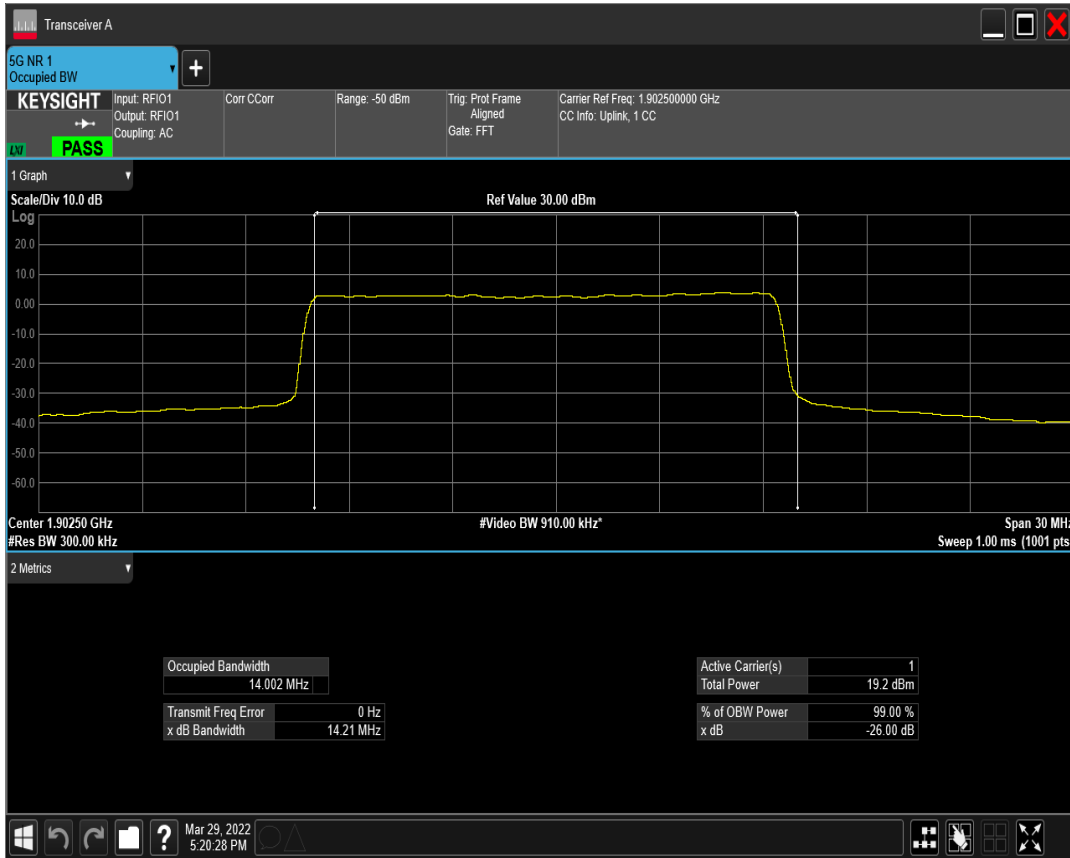 Transceiver A
5G NR 1
Occupied BW
+
KEYSIGHT
Input: RFIO1
Output: RFIO1
Coupling: AC
Corr CCorr
Range: -50 dBm
Trig: Prot Frame
Aligned
Gate: FFT
Carrier Ref Freq: 1.902500000 GHz
CC Info: Uplink, 1 CC
LXI
PASS
1 Graph
Scale/Div 10.0 dB
Ref Value 30.00 dBm
Log
20.0
10.0
0.00
-10.0
-20.0
-30.0
-40.0
-50.0
-60.0
Center 1.90250 GHz
#Video BW 910.00 kHz*
Span 30 MHz
#Res BW 300.00 kHz
Sweep 1.00 ms (1001 pts
2 Metrics
Occupied Bandwidth
14.002 MHz
Transmit Freq Error 0 Hz
x dB Bandwidth 14.21 MHz
Active Carrier(s) 1
Total Power 19.2 dBm
% of OBW Power 99.00 %
x dB -26.00 dB
?
Mar 29, 2022
5:20:28 PM